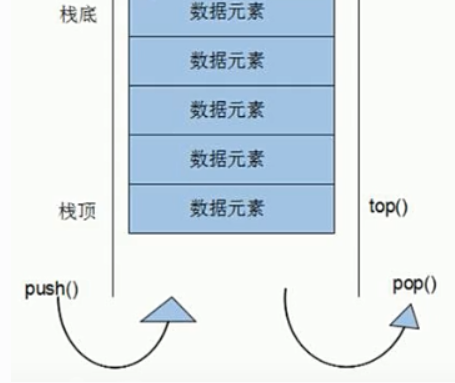 栈底
数据元素
数据元素
数据元素
数据元素
栈顶
数据元素
top()
push()
pop()